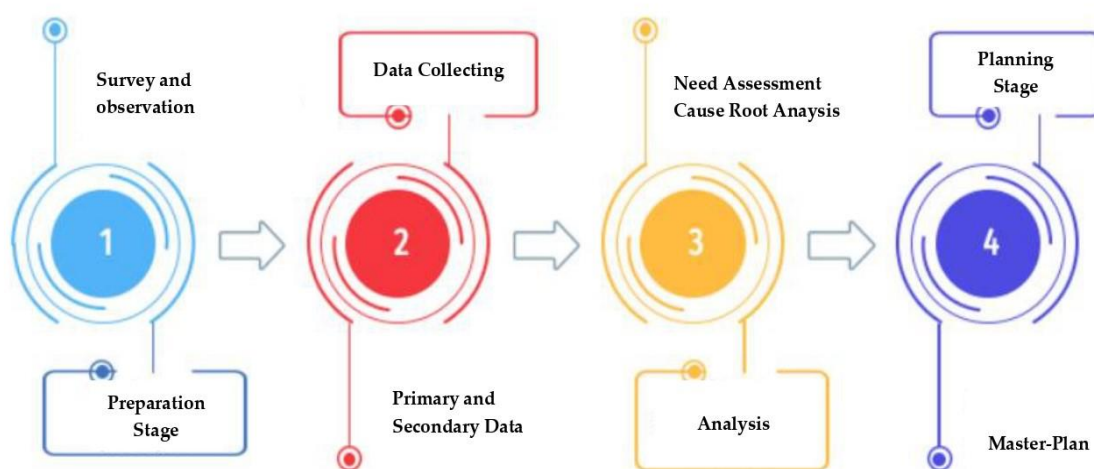 Survey and
observation
1
Preparation
Stage
Data Collecting
2
Primary and
Secondary Data
Need Assessment
Cause Root Anaysis
3
Analysis
Planning
Stage
4
Master-Plan